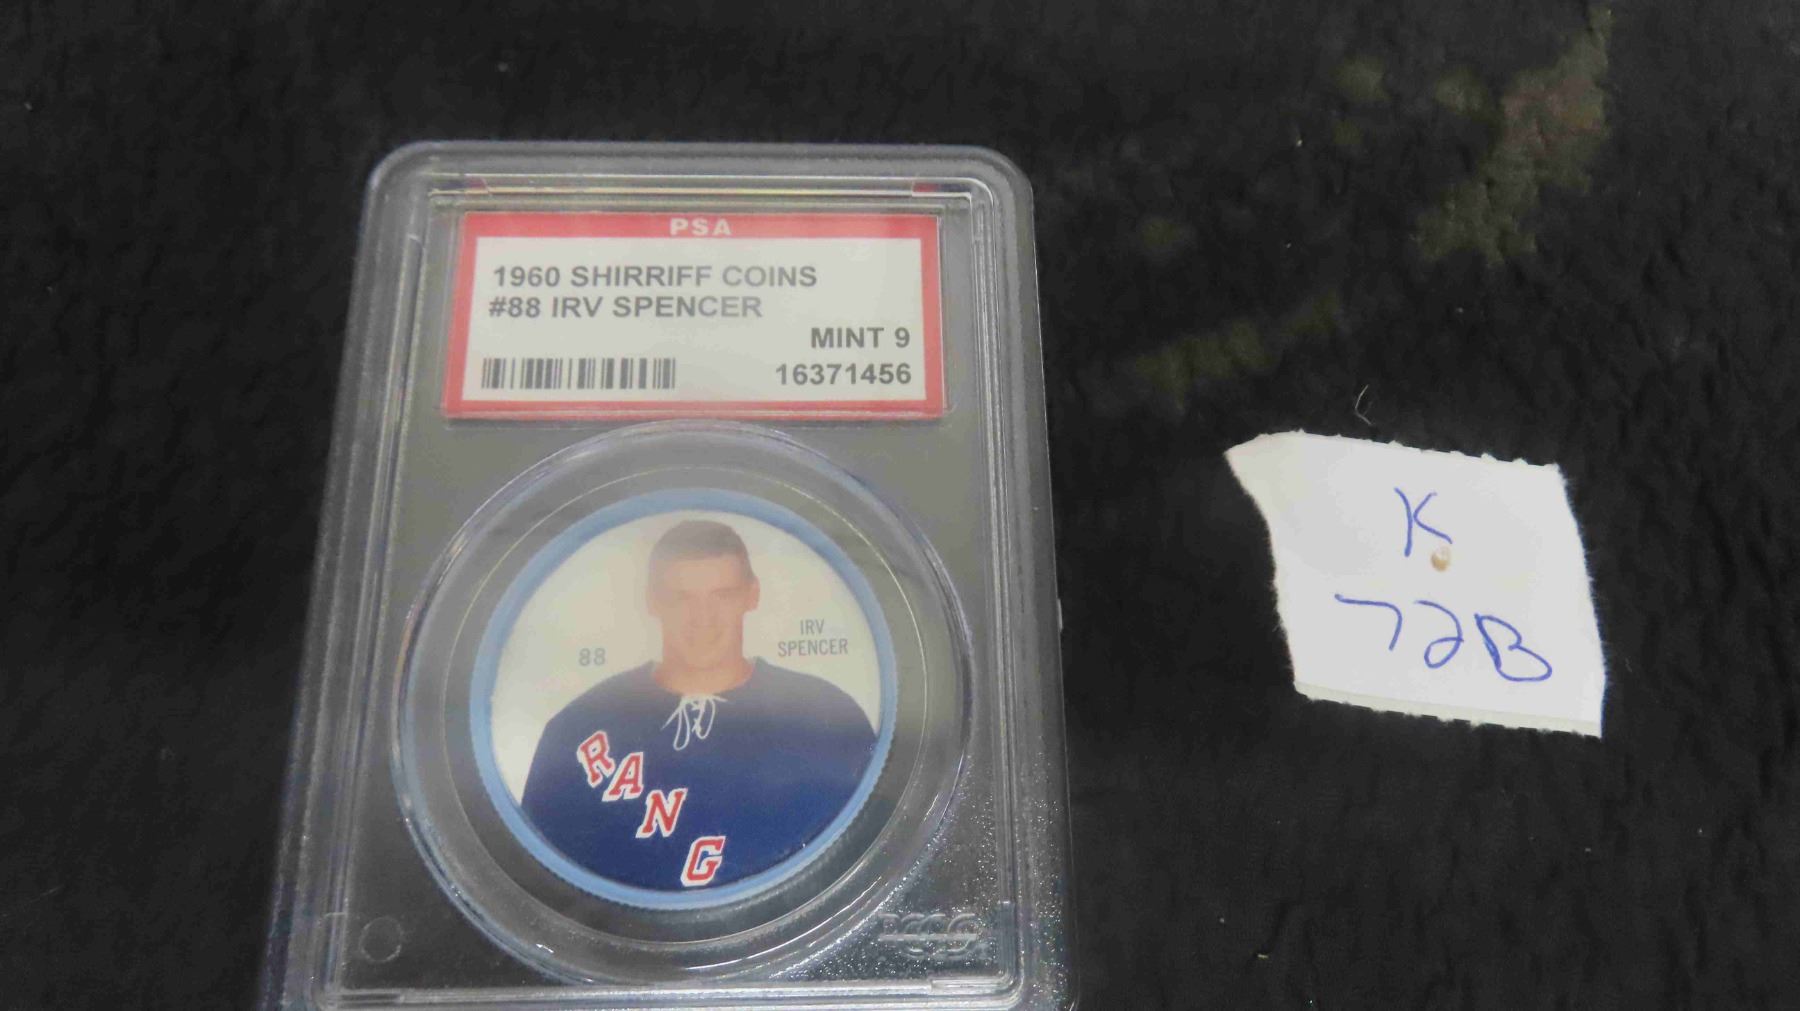 PSA
1960 SHIRRIFF COINS
#88 IRV SPENCER
MINT 9
16371456
88
IRV
SPENCER
RANG
K
72B